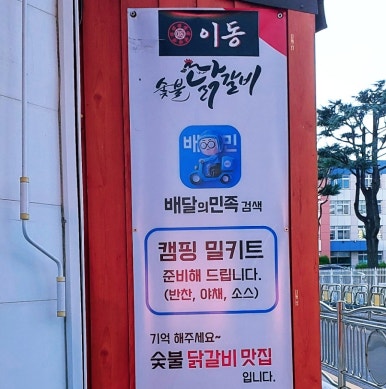 이동
숯불 닭갈비
배민
배달의민족 검색
캠핑 밀키트
준비해 드립니다.
(반찬, 야채, 소스)
기억 해주세요~
숯불 닭갈비 맛집
입니다.